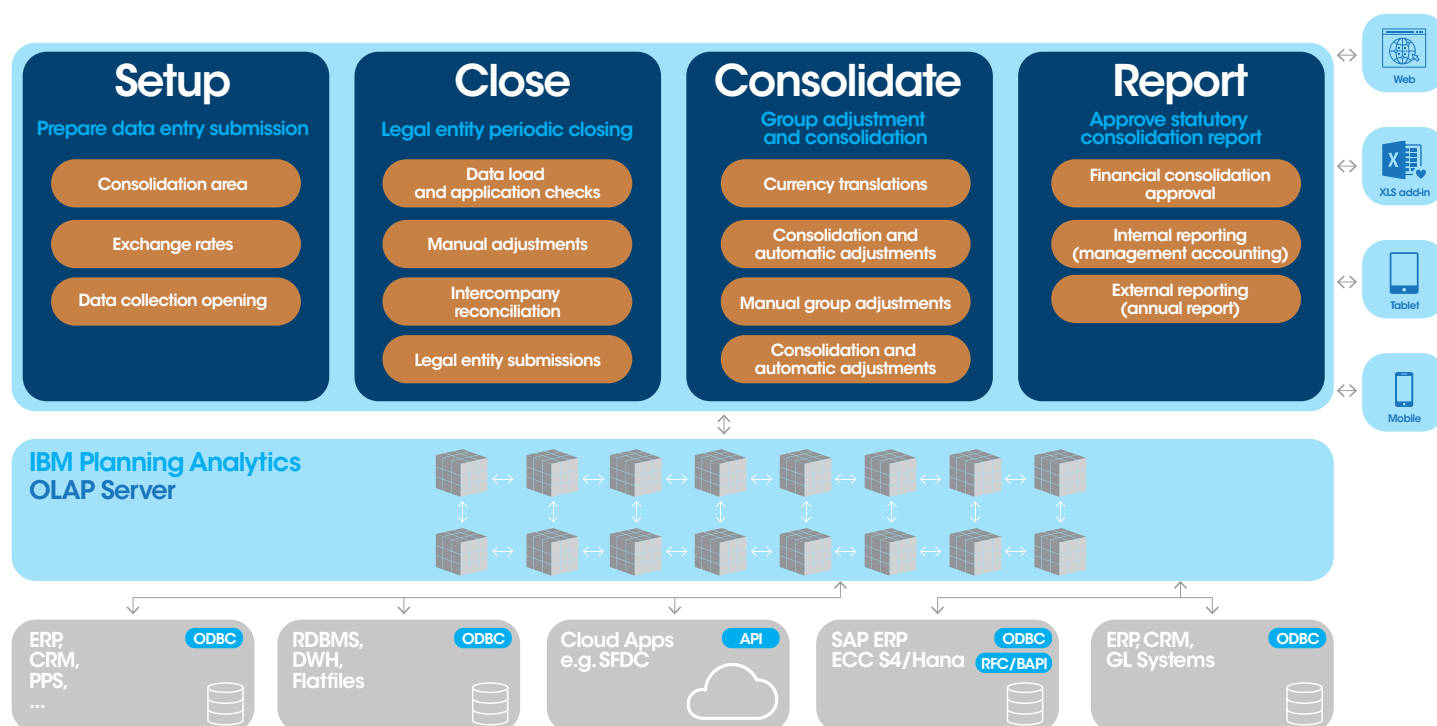 Setup
Prepare data entry submission
Consolidation area
Exchange rates
Data collection opening
Close
Legal entity periodic closing
Data load
and application checks
Manual adjustments
Intercompany
reconciliation
Legal entity submissions
Consolidate
Group adjustment
and consolidation
Currency translations
Consolidation and
automatic adjustments
Manual group adjustments
Consolidation and
automatic adjustments
Report
Approve statutory
consolidation report
Financial consolidation
approval
Internal reporting
(management accounting)
External reporting
(annual report)
Web
X
XLS add-in
Tablet
Mobile
IBM Planning Analytics
OLAP Server
ERP,
CRM,
PPS,
...
ODBC
RDBMS,
DWH,
Flatfiles
ODBC
Cloud Apps
e.g. SFDC
API
SAP ERP
ECC S4/Hana
ODBC
RFC/BAPI
ERP, CRM,
GL Systems
ODBC